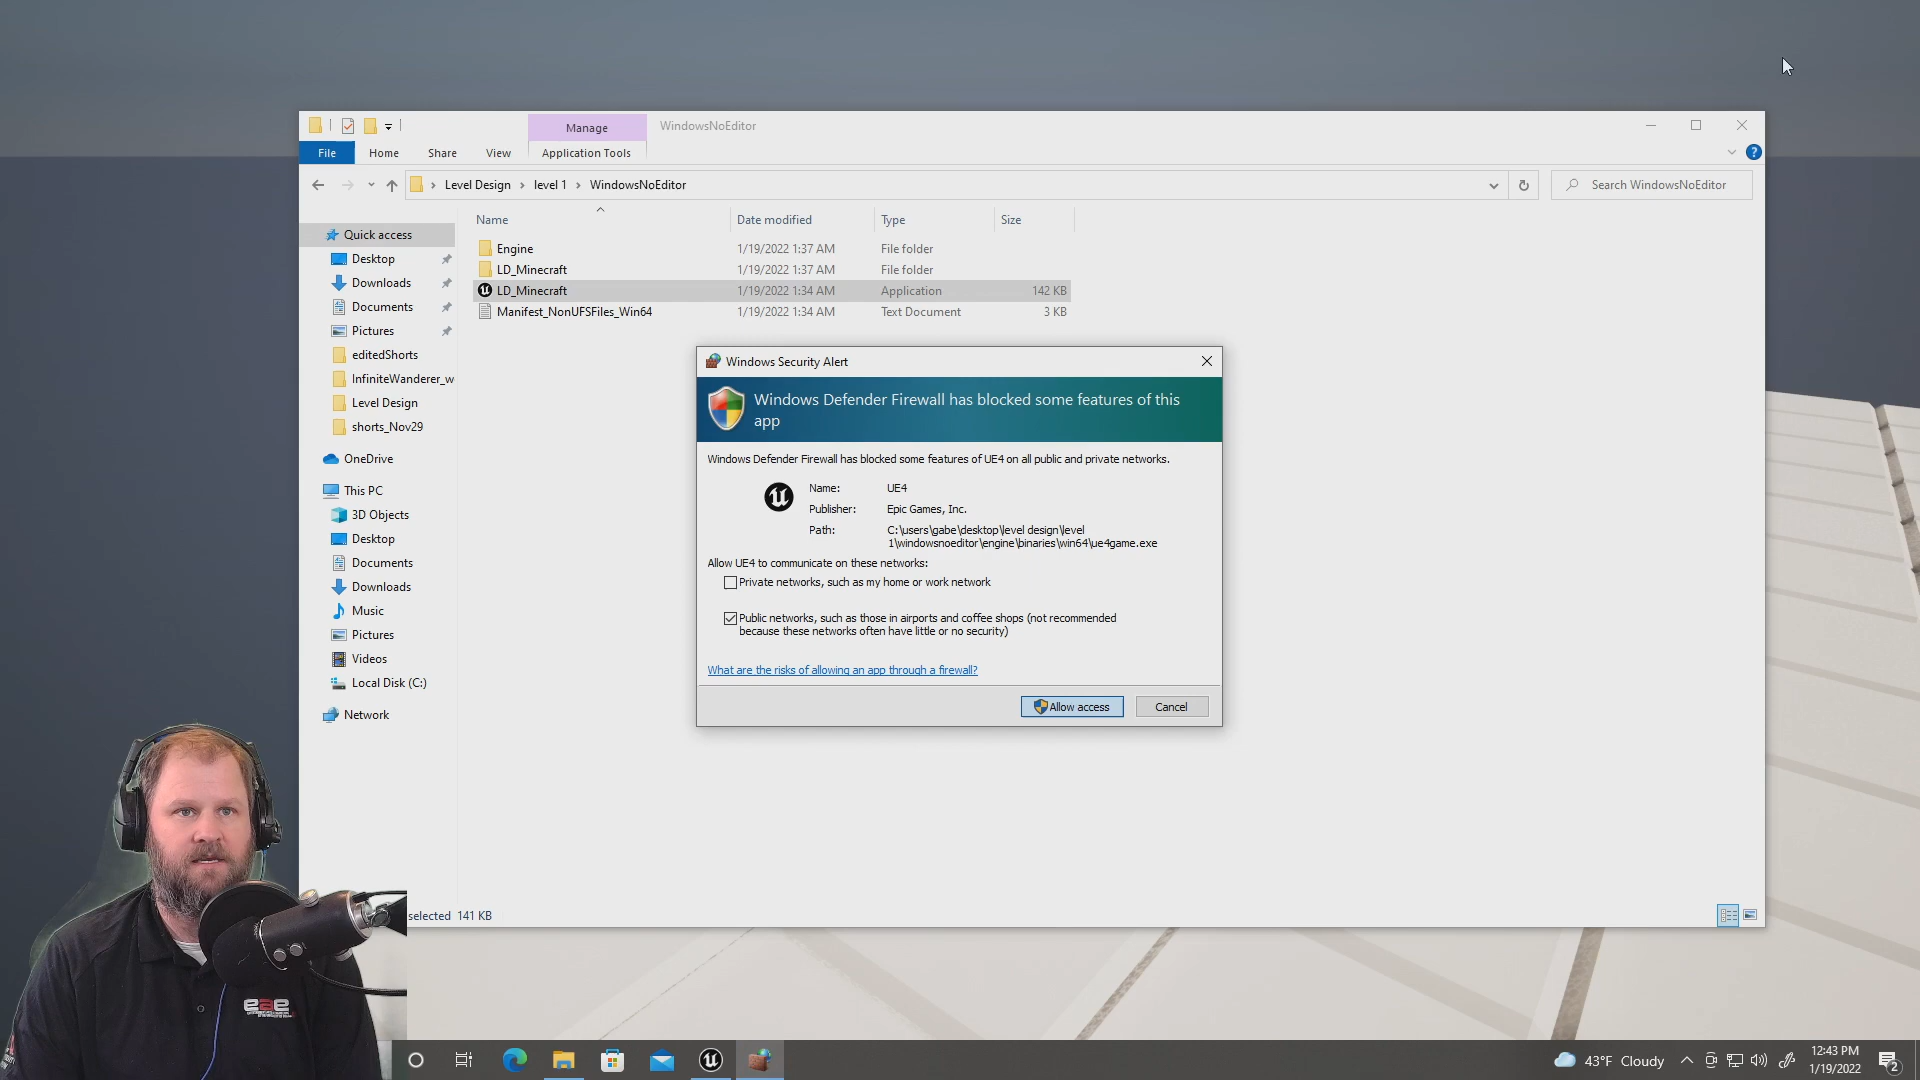 Manage
WindowsNoEditor
File
Home
Share
View
Application Tools
Level Design
level 1
WindowsNoEditor
Search WindowsNoEditor
Name
Date modified
Type
Size
Engine
1/19/2022 1:37 AM
File folder
LD_Minecraft
1/19/2022 1:37 AM
File folder
LD_Minecraft
1/19/2022 1:34 AM
Application
142 KB
Manifest_NonUFSFiles_Win64
1/19/2022 1:34 AM
Text Document
3 KB
Quick access
Desktop
Downloads
Documents
Pictures
editedShorts
InfiniteWanderer_w
Level Design
shorts_Nov29
OneDrive
This PC
3D Objects
Desktop
Documents
Downloads
Music
Pictures
Videos
Local Disk (C:)
Network
selected 141 KB
Windows Security Alert
Windows Defender Firewall has blocked some features of this
app
Windows Defender Firewall has blocked some features of UE4 on all public and private networks.
Name:
UE4
Publisher:
Epic Games, Inc.
Path:
C:\users\gabe\desktop\level design\level
1\windowsnoeditor\engine\binaries\win64\ue4game.exe
Allow UE4 to communicate on these networks:
Private networks, such as my home or work network
Public networks, such as those in airports and coffee shops (not recommended
because these networks often have little or no security)
What are the risks of allowing an app through a firewall?
Allow access
Cancel
eae
43°F Cloudy
12:43 PM
1/19/2022
2